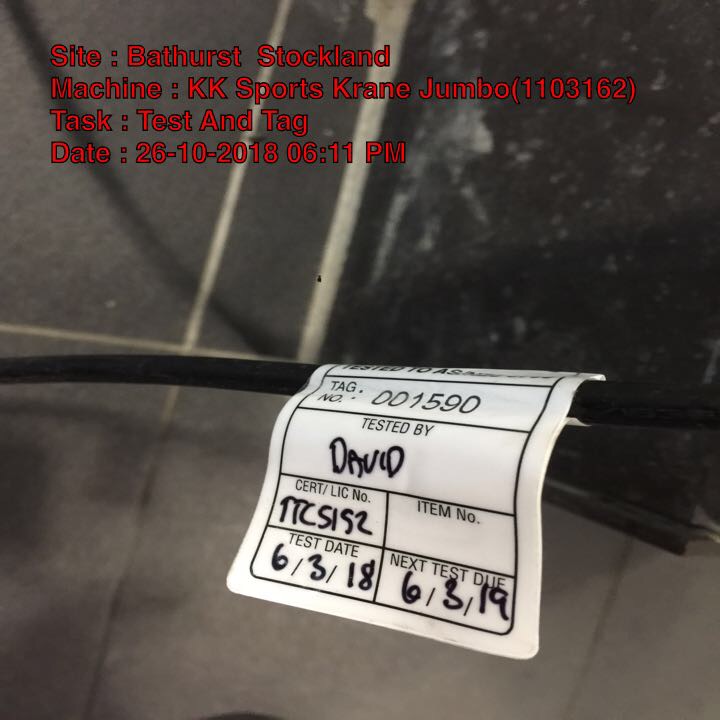 Site : Bathurst Stockland
Machine : KK Sports Krane Jumbo(1103162)
Task : Test And Tag
Date : 26-10-2018 06:11 PM
TESTED TO AS
TAG NO. : 001590
TESTED BY
DAVID
CERT/ LIC No.
TTC5192
ITEM No.
TEST DATE
6/3/18
NEXT TEST DUE
6/3/19